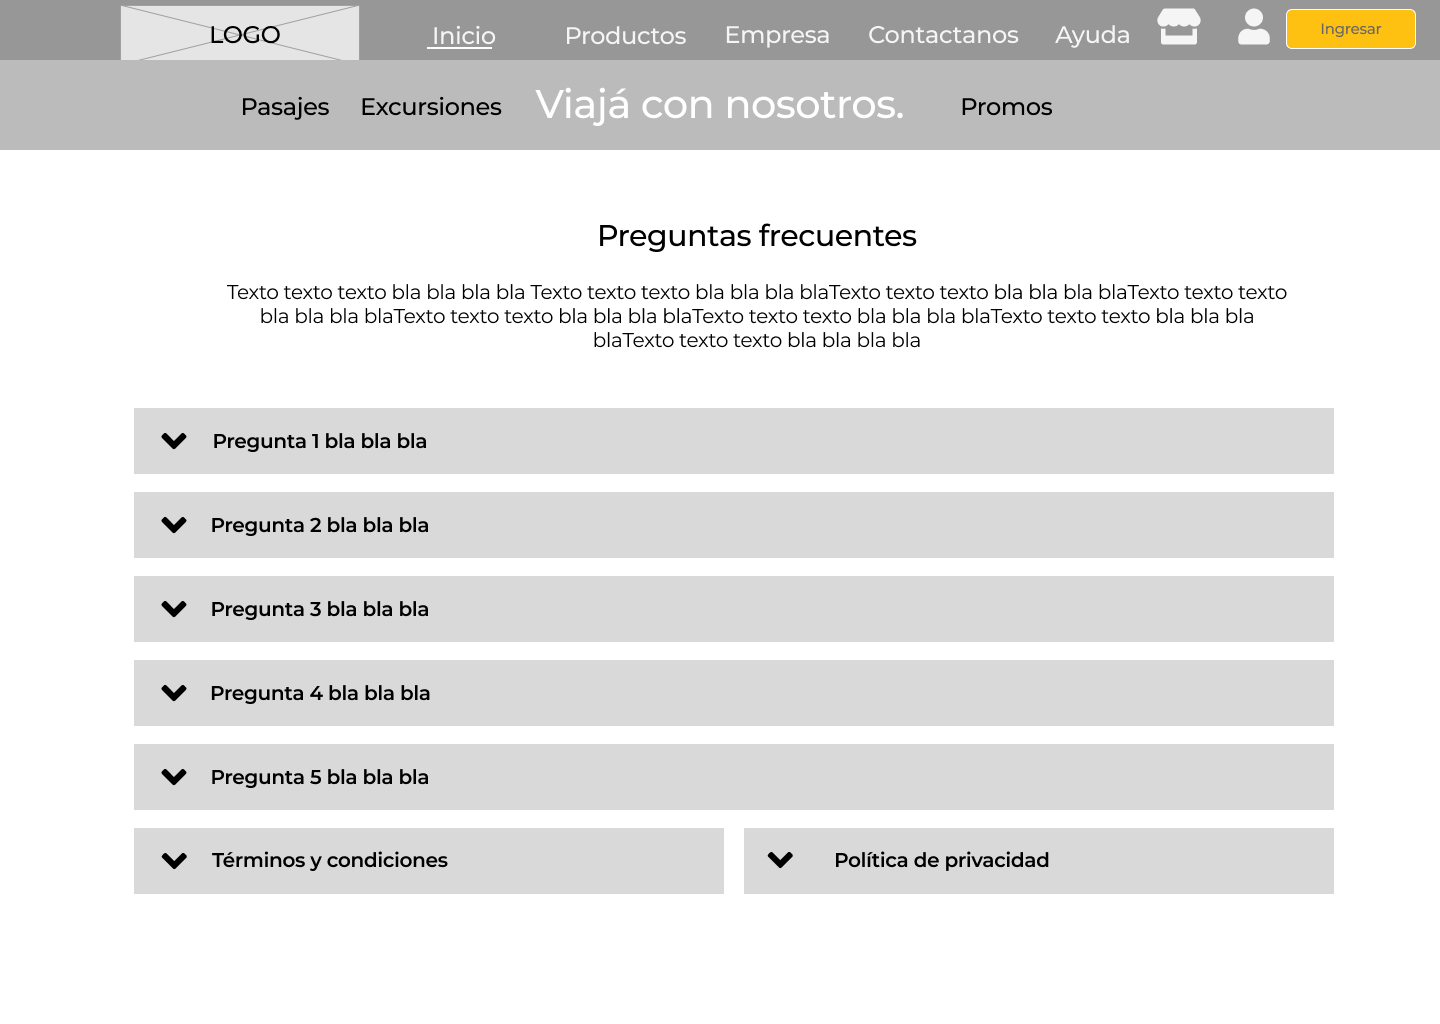 LOGO
Inicio
Productos
Empresa
Contactanos
Ayuda
Ingresar
Pasajes
Excursiones
Viajá con nosotros.
Promos
Preguntas frecuentes
Texto texto texto bla bla bla bla Texto texto texto bla bla bla blaTexto texto texto bla bla bla blaTexto texto texto
bla bla bla blaTexto texto texto bla bla bla blaTexto texto texto bla bla bla blaTexto texto texto bla bla bla
blaTexto texto texto bla bla bla bla
Pregunta 1 bla bla bla
Pregunta 2 bla bla bla
Pregunta 3 bla bla bla
Pregunta 4 bla bla bla
Pregunta 5 bla bla bla
Términos y condiciones
Política de privacidad